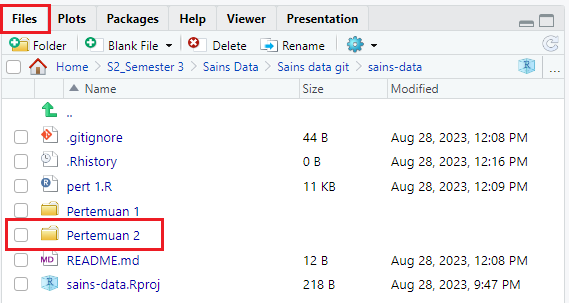 Files Plots Packages Help Viewer Presentation
Folder Blank File Delete Rename
Home S2_Semester 3 Sains Data Sains data git sains-data R ...
Name Size Modified
..
.gitignore 44 B Aug 28, 2023, 12:08 PM
.Rhistory 0 B Aug 28, 2023, 12:16 PM
pert 1.R 11 KB Aug 28, 2023, 12:09 PM
Pertemuan 1
Pertemuan 2
MD README.md 12 B Aug 28, 2023, 12:08 PM
sains-data.Rproj 218 B Aug 28, 2023, 9:47 PM